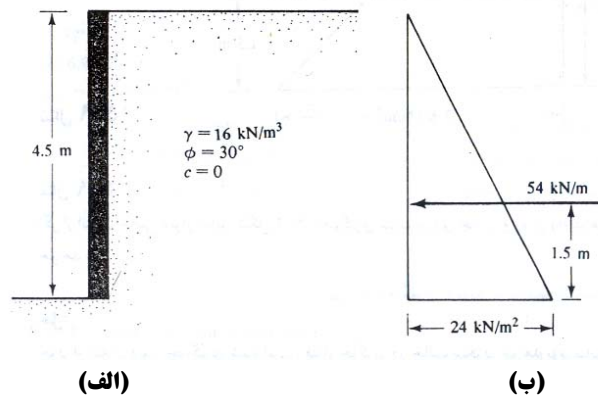 4.5 m
γ = 16 kN/m³
ϕ = 30°
c = 0
54 kN/m
1.5 m
24 kN/m²
(الف)
(ب)